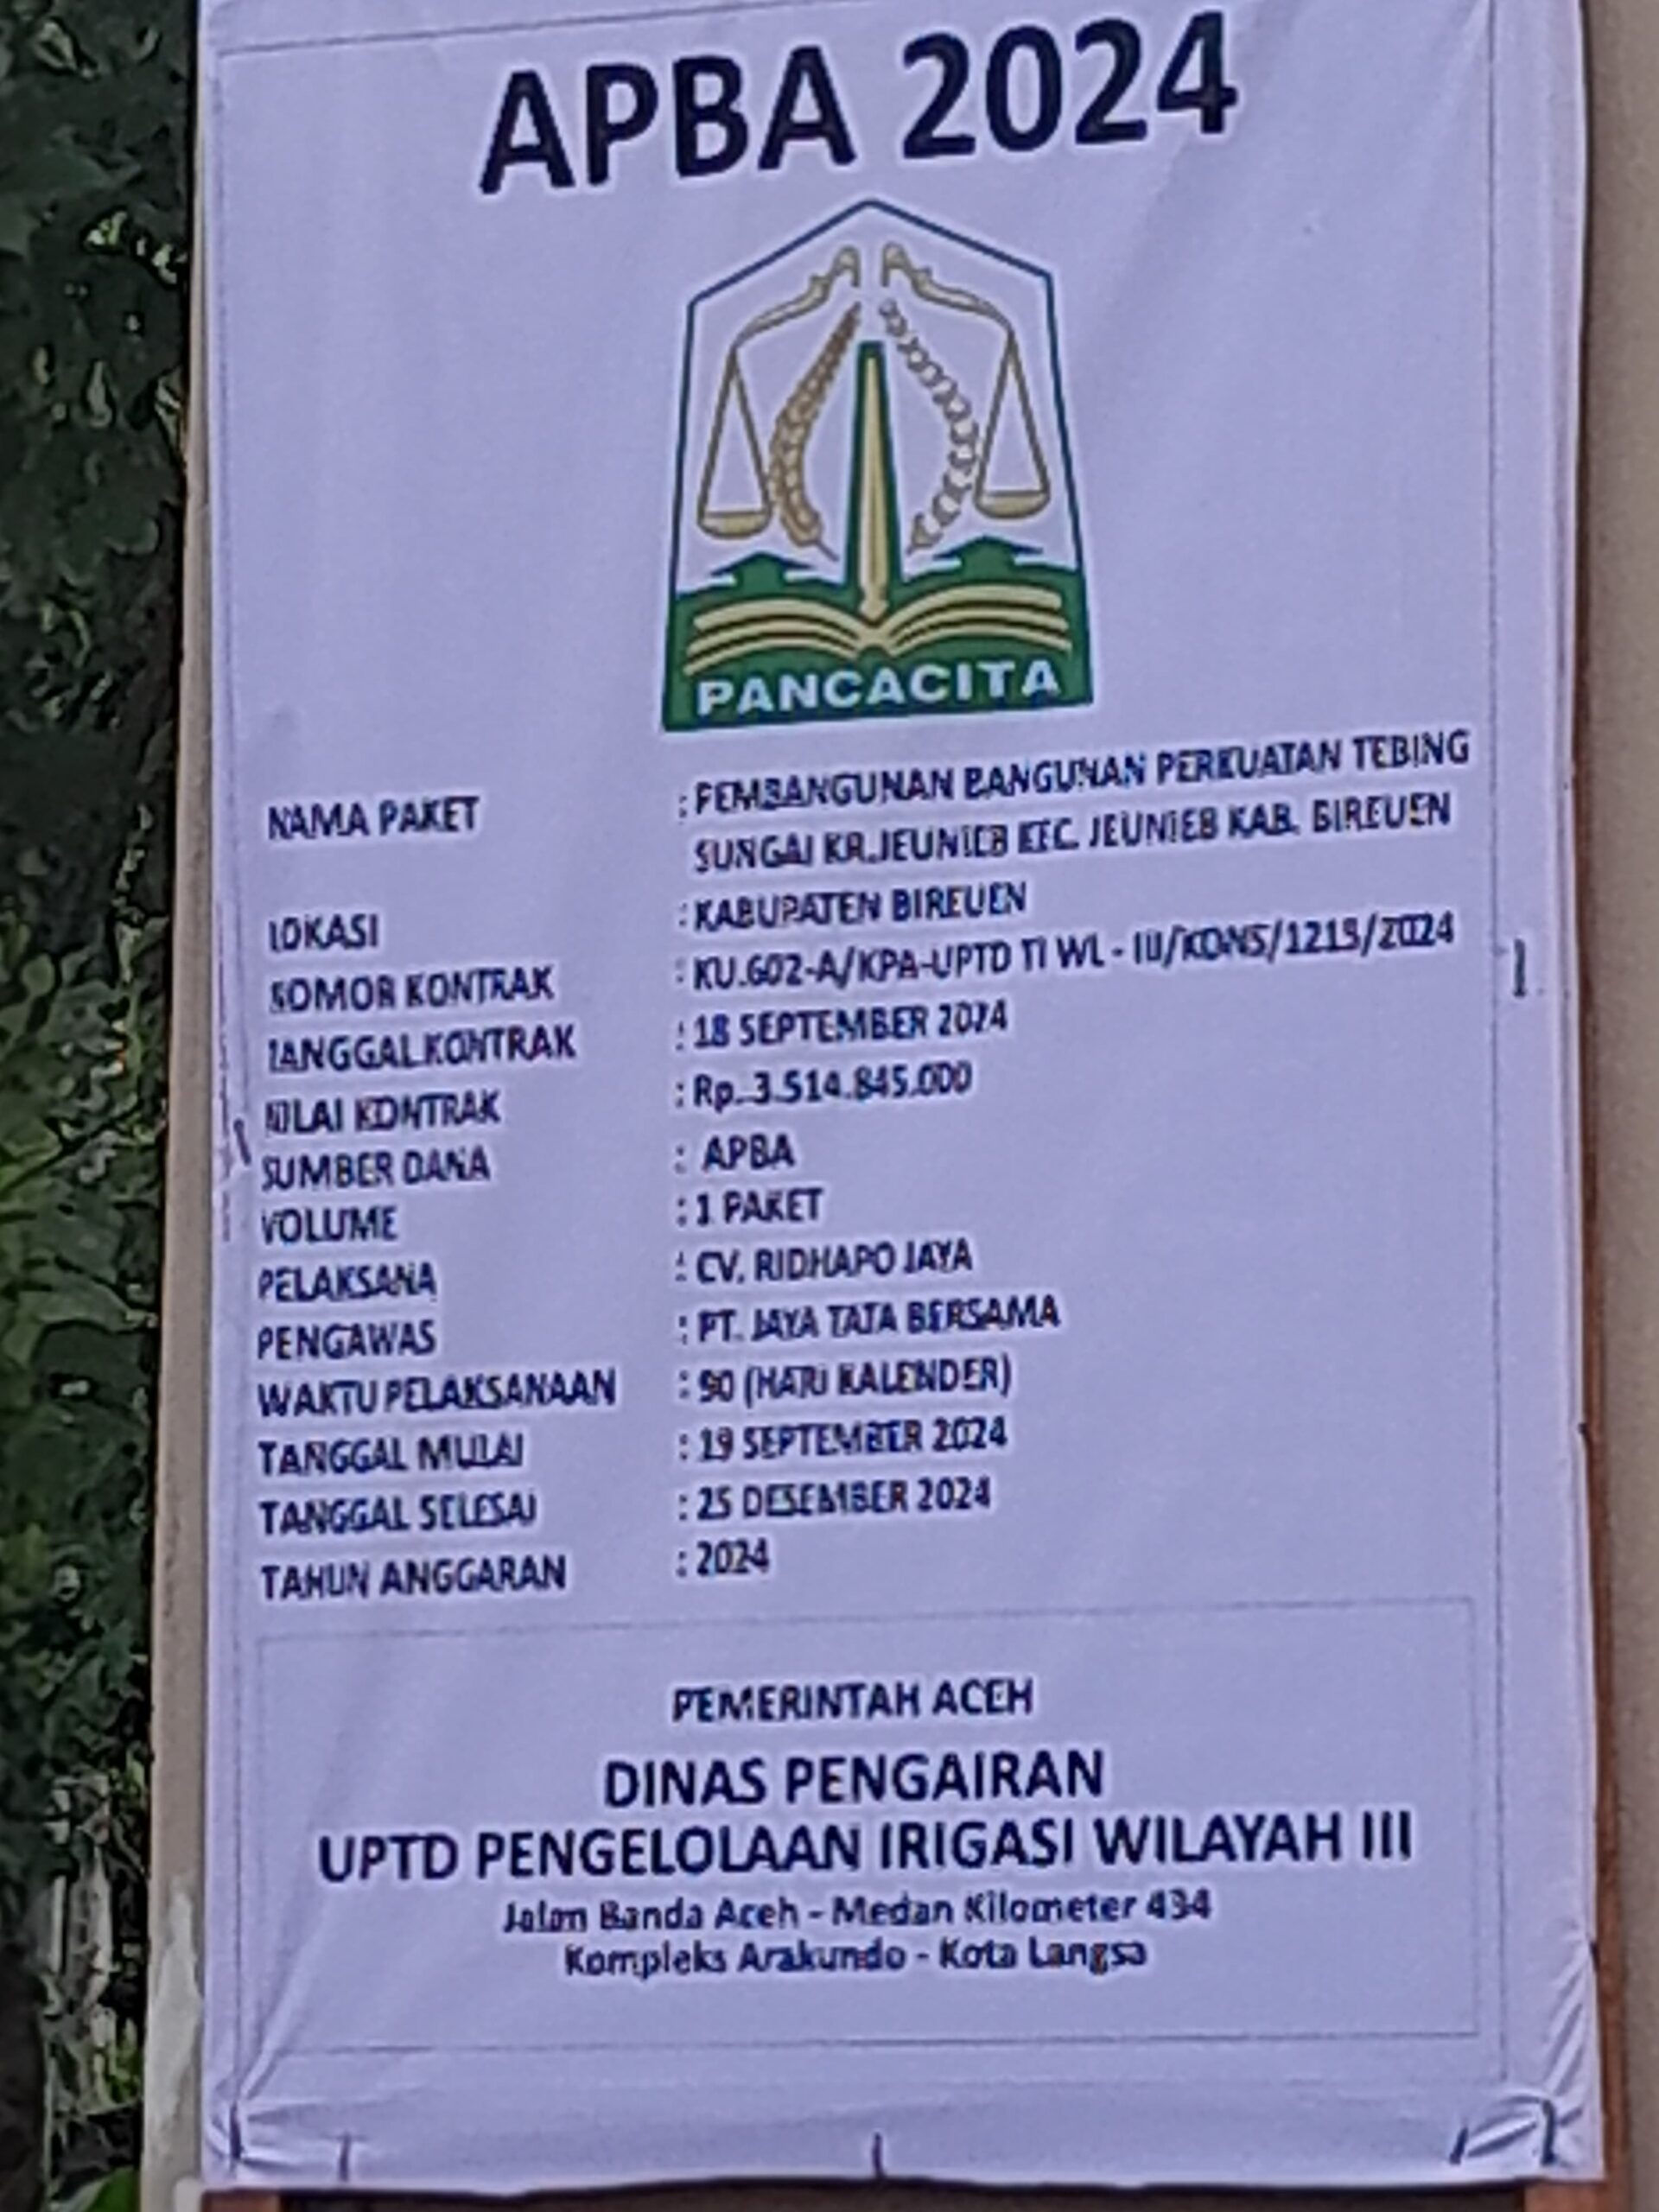 APBA 2024
PANCACITA
NAMA PAKET : PEMBANGUNAN BANGUNAN PERKUATAN TEBING
SUNGAI KR.JEUNIEB KEC. JEUNIEB KAB. BIREUEN
LOKASI : KABUPATEN BIREUEN
NOMOR KONTRAK : KU.602-A/KPA-UPTD TI WL - III/KONS/1213/2024
TANGGAL KONTRAK : 18 SEPTEMBER 2024
NILAI KONTRAK : Rp. 3.514.845.000
SUMBER DANA : APBA
VOLUME : 1 PAKET
PELAKSANA : CV. RIDHAPO JAYA
PENGAWAS : PT. JAYA TATA BERSAMA
WAKTU PELAKSANAAN : 90 (HARI KALENDER)
TANGGAL MULAI : 19 SEPTEMBER 2024
TANGGAL SELESAI : 25 DESEMBER 2024
TAHUN ANGGARAN : 2024
PEMERINTAH ACEH
DINAS PENGAIRAN
UPTD PENGELOLAAN IRIGASI WILAYAH III
Jalan Banda Aceh - Medan Kilometer 434
Kompleks Arakundo - Kota Langsa